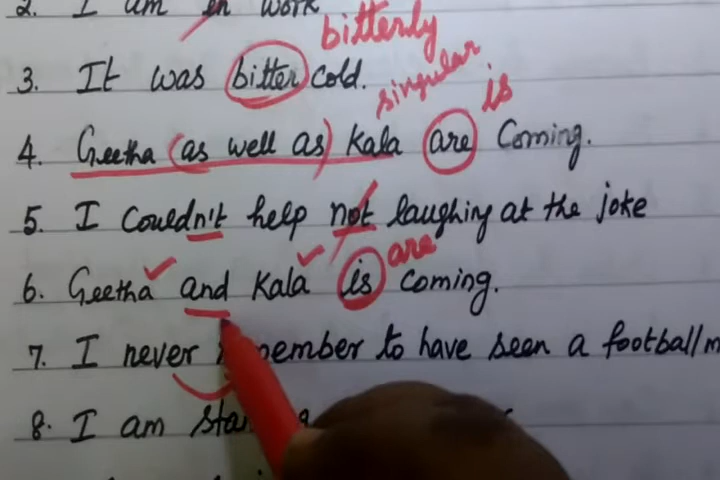 2. I am in work
bitterly
3. It was bitter cold.
singular is
4. Geetha (as well as) Kala are Coming.
5. I Couldn't help not laughing at the joke
are
6. Geetha and Kala is coming.
7. I never to have seen a football
8. I am